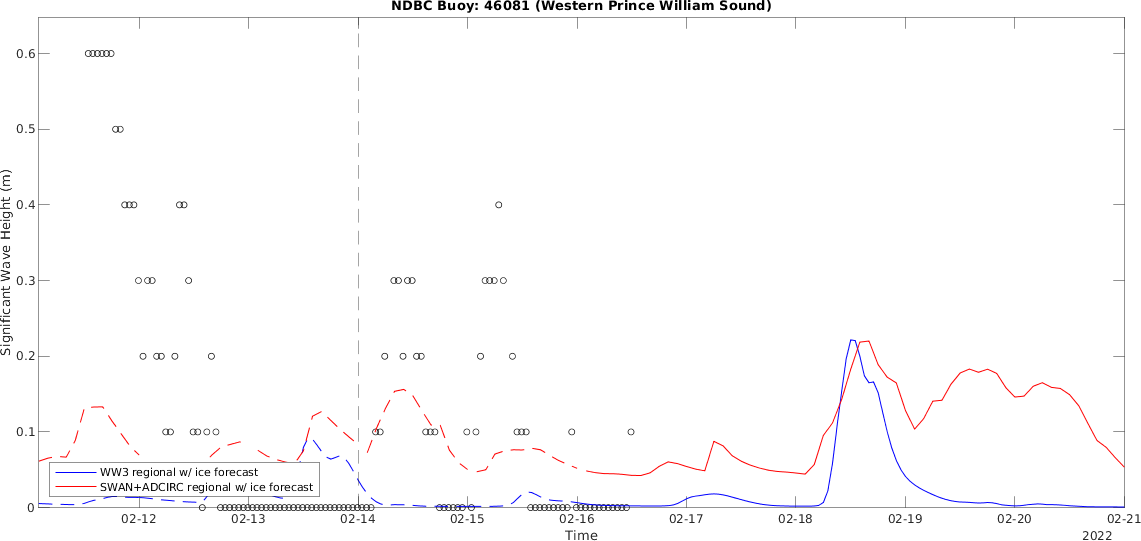 NDBC Buoy: 46081 (Western Prince William Sound)
Significant Wave Height (m)
0.6
0.5
0.4
0.3
0.2
0.1
0
WW3 regional w/ ice forecast
SWAN+ADCIRC regional w/ ice forecast
02-12 02-13 02-14 02-15 02-16 02-17 02-18 02-19 02-20 02-21
Time
2022